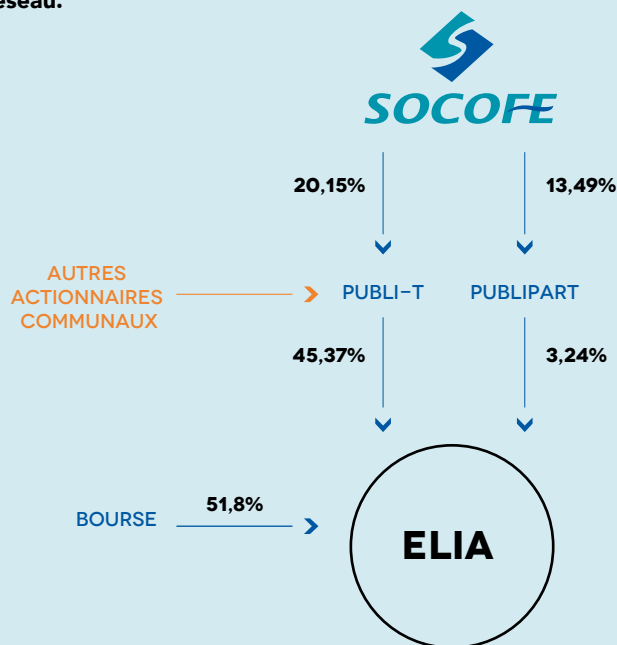 éseau.
SOCOFE
20,15%
13,49%
AUTRES
ACTIONNAIRES
COMMUNAUX
PUBLI-T
PUBLIPART
45,37%
3,24%
BOURSE
51,8%
ELIA